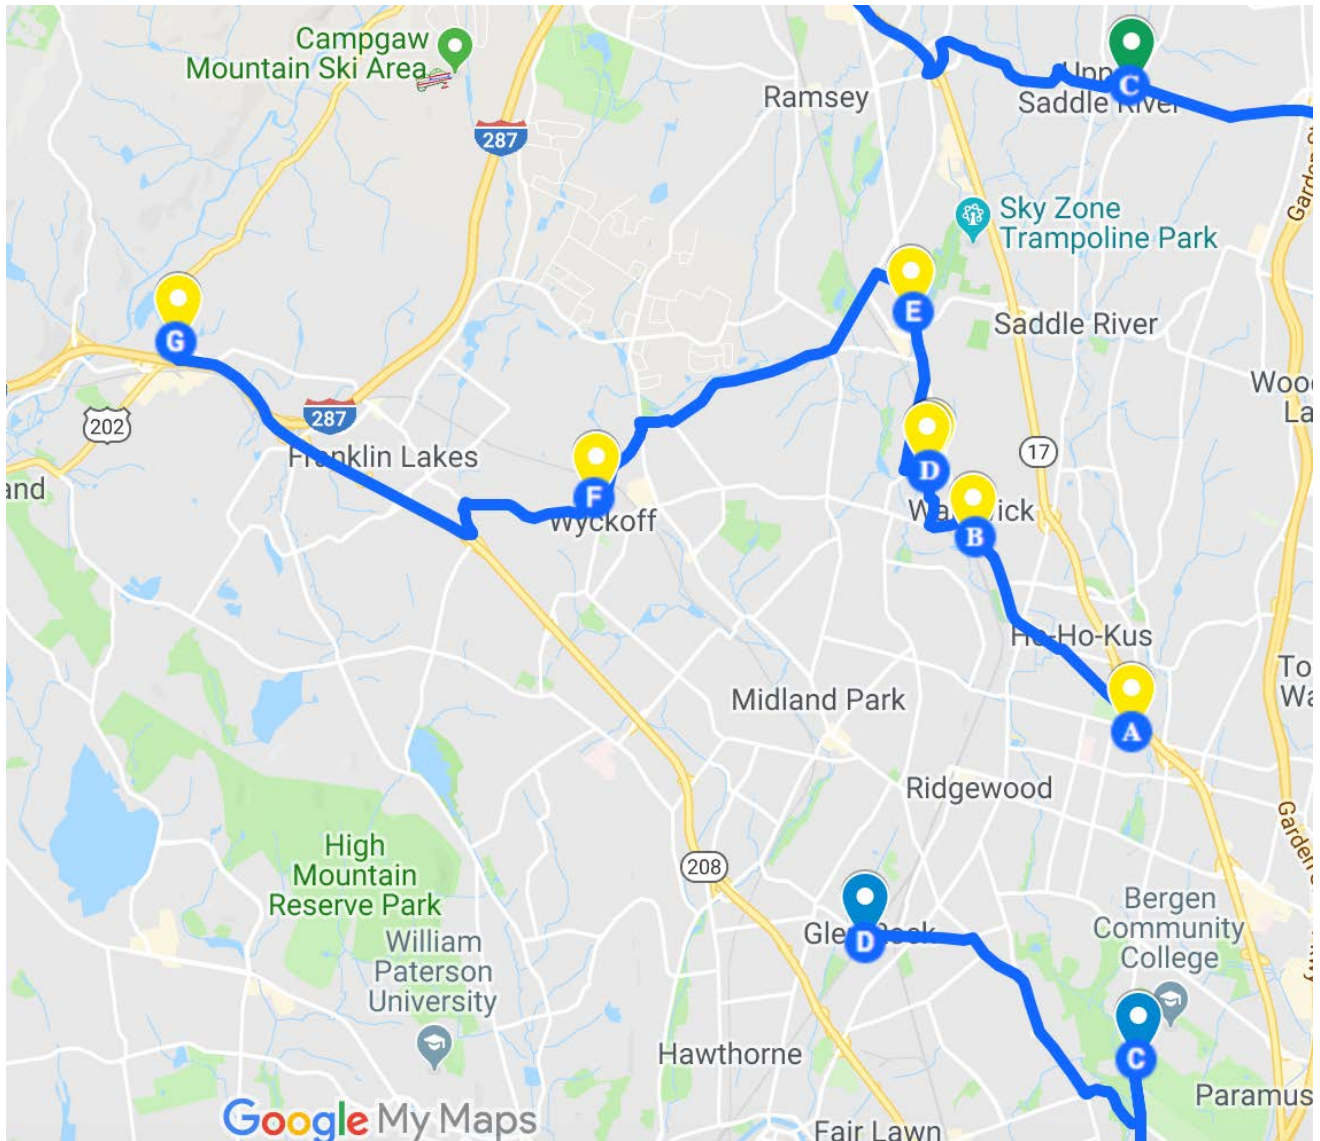 Campgaw
Mountain Ski Area
287
Ramsey
C
Saddle River
Garden
Sky Zone
Trampoline Park
E
Saddle River
G
202
287
Franklin Lakes
17
D
F
Wyckoff
B
Ho-Ho-Kus
A
Midland Park
Ridgewood
208
High
Mountain
Reserve Park
William
Paterson
University
Bergen
Community
College
D
C
Garden
Hawthorne
Paramus
Fair Lawn
Google My Maps